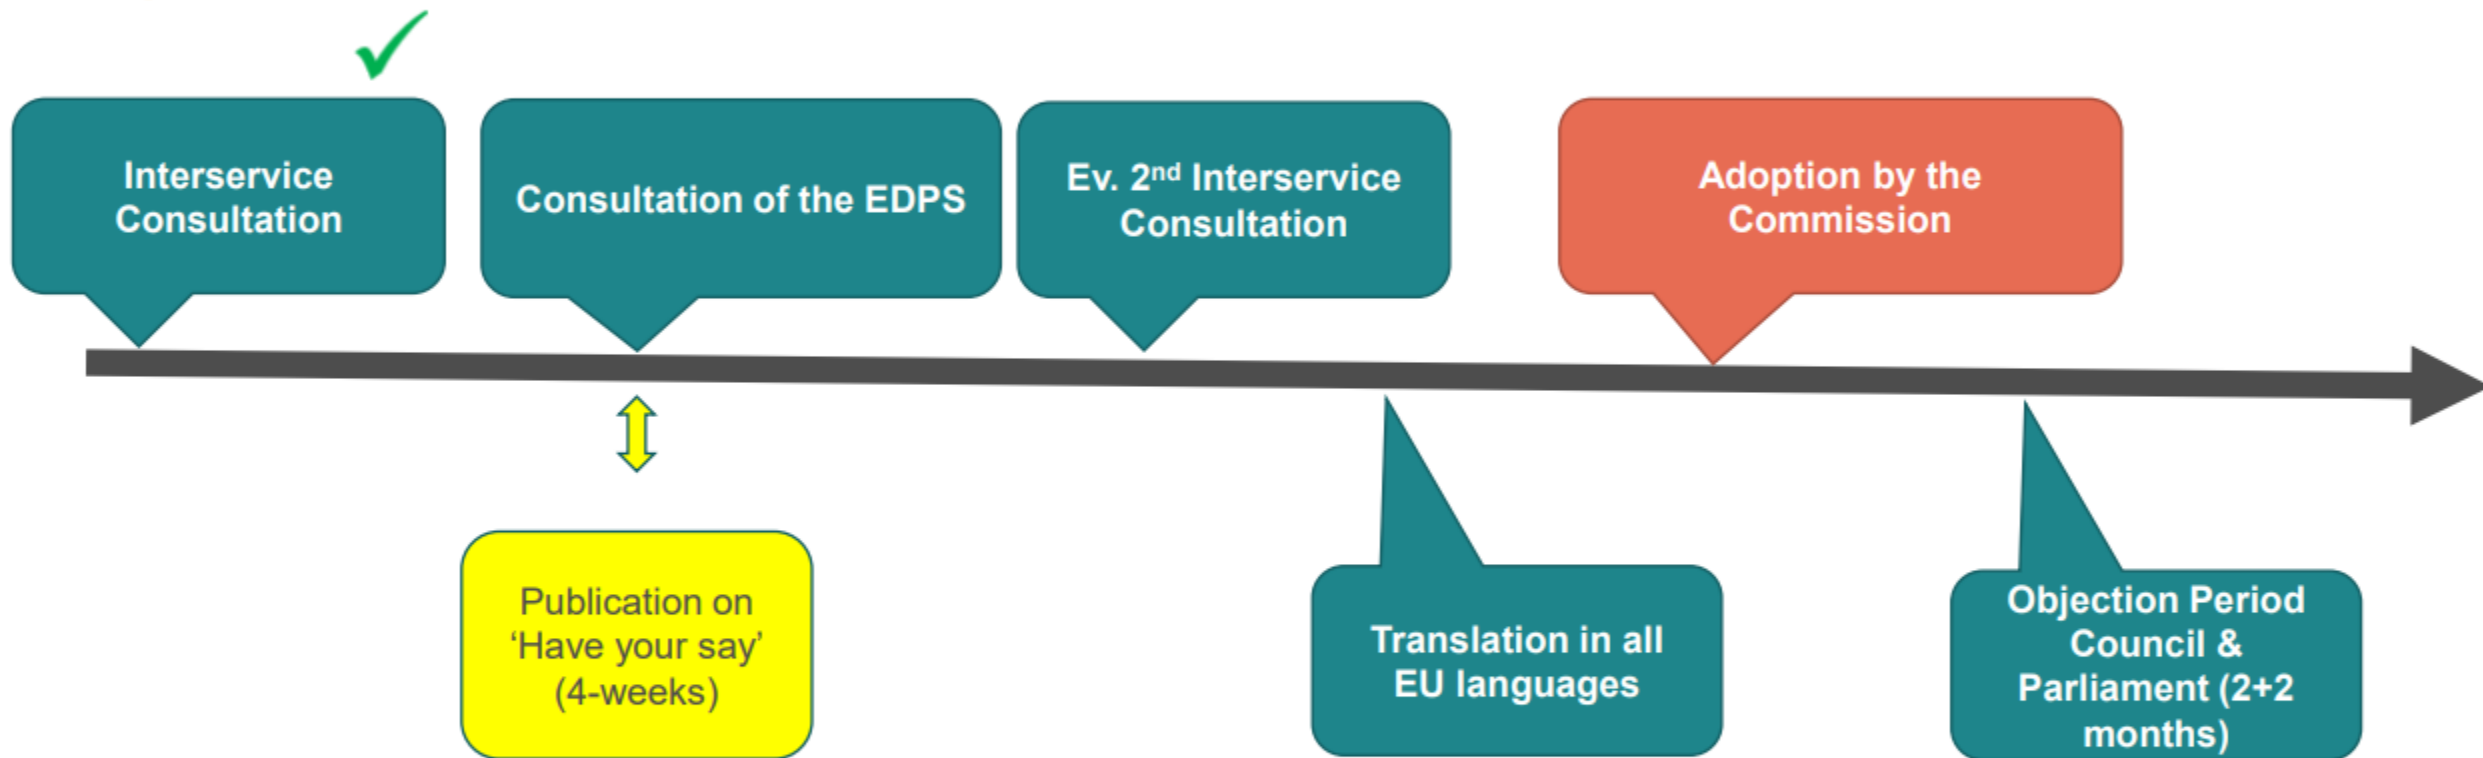 Interservice
Consultation
Consultation of the EDPS
Ev. 2nd Interservice
Consultation
Adoption by the
Commission
Publication on
‘Have your say’
(4-weeks)
Translation in all
EU languages
Objection Period
Council &
Parliament (2+2
months)